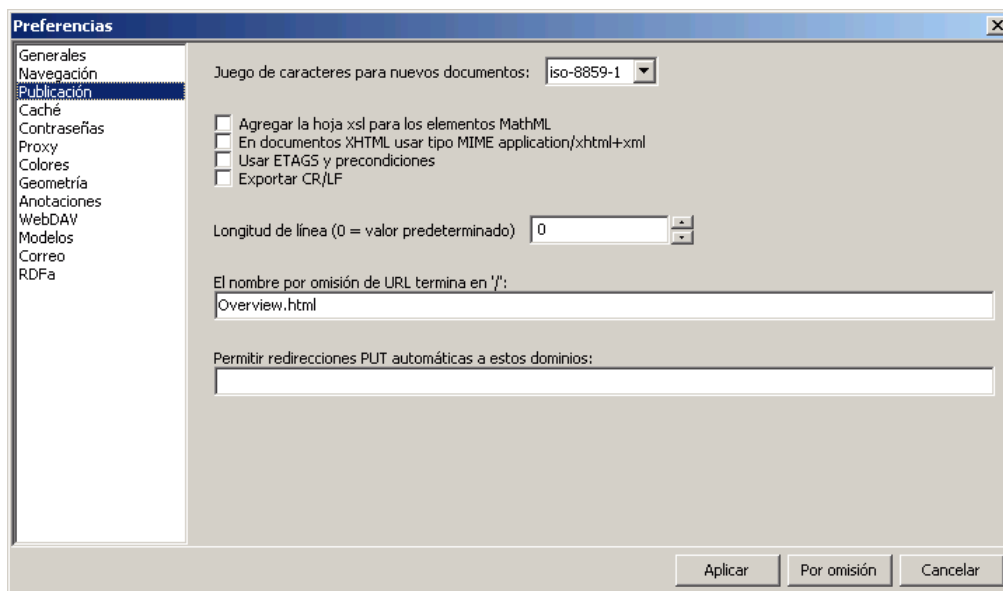 Preferencias
Generales
Navegación
Publicación
Caché
Contraseñas
Proxy
Colores
Geometría
Anotaciones
WebDAV
Modelos
Correo
RDFa
Juego de caracteres para nuevos documentos: iso-8859-1
Agregar la hoja xsl para los elementos MathML
En documentos XHTML usar tipo MIME application/xhtml+xml
Usar ETAGS y precondiciones
Exportar CR/LF
Longitud de línea (0 = valor predeterminado) 0
El nombre por omisión de URL termina en '/':
Overview.html
Permitir redirecciones PUT automáticas a estos dominios:
Aplicar Por omisión Cancelar